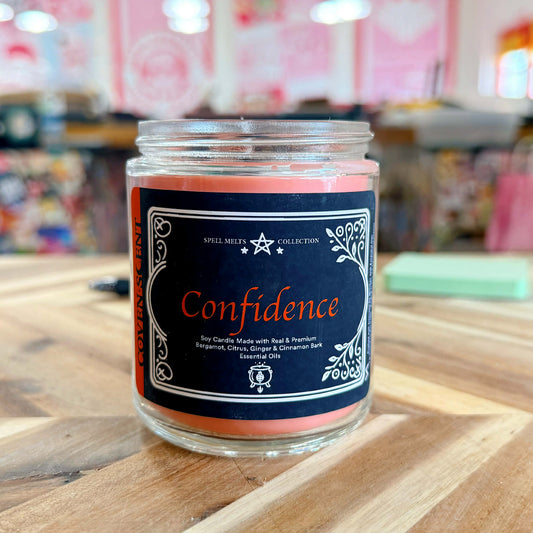 SPELL MELTS COLLECTION
Confidence
Soy Candle Made with Real & Premium
Bergamot, Citrus, Ginger & Cinnamon Bark
Essential Oils
COVEN SCENT